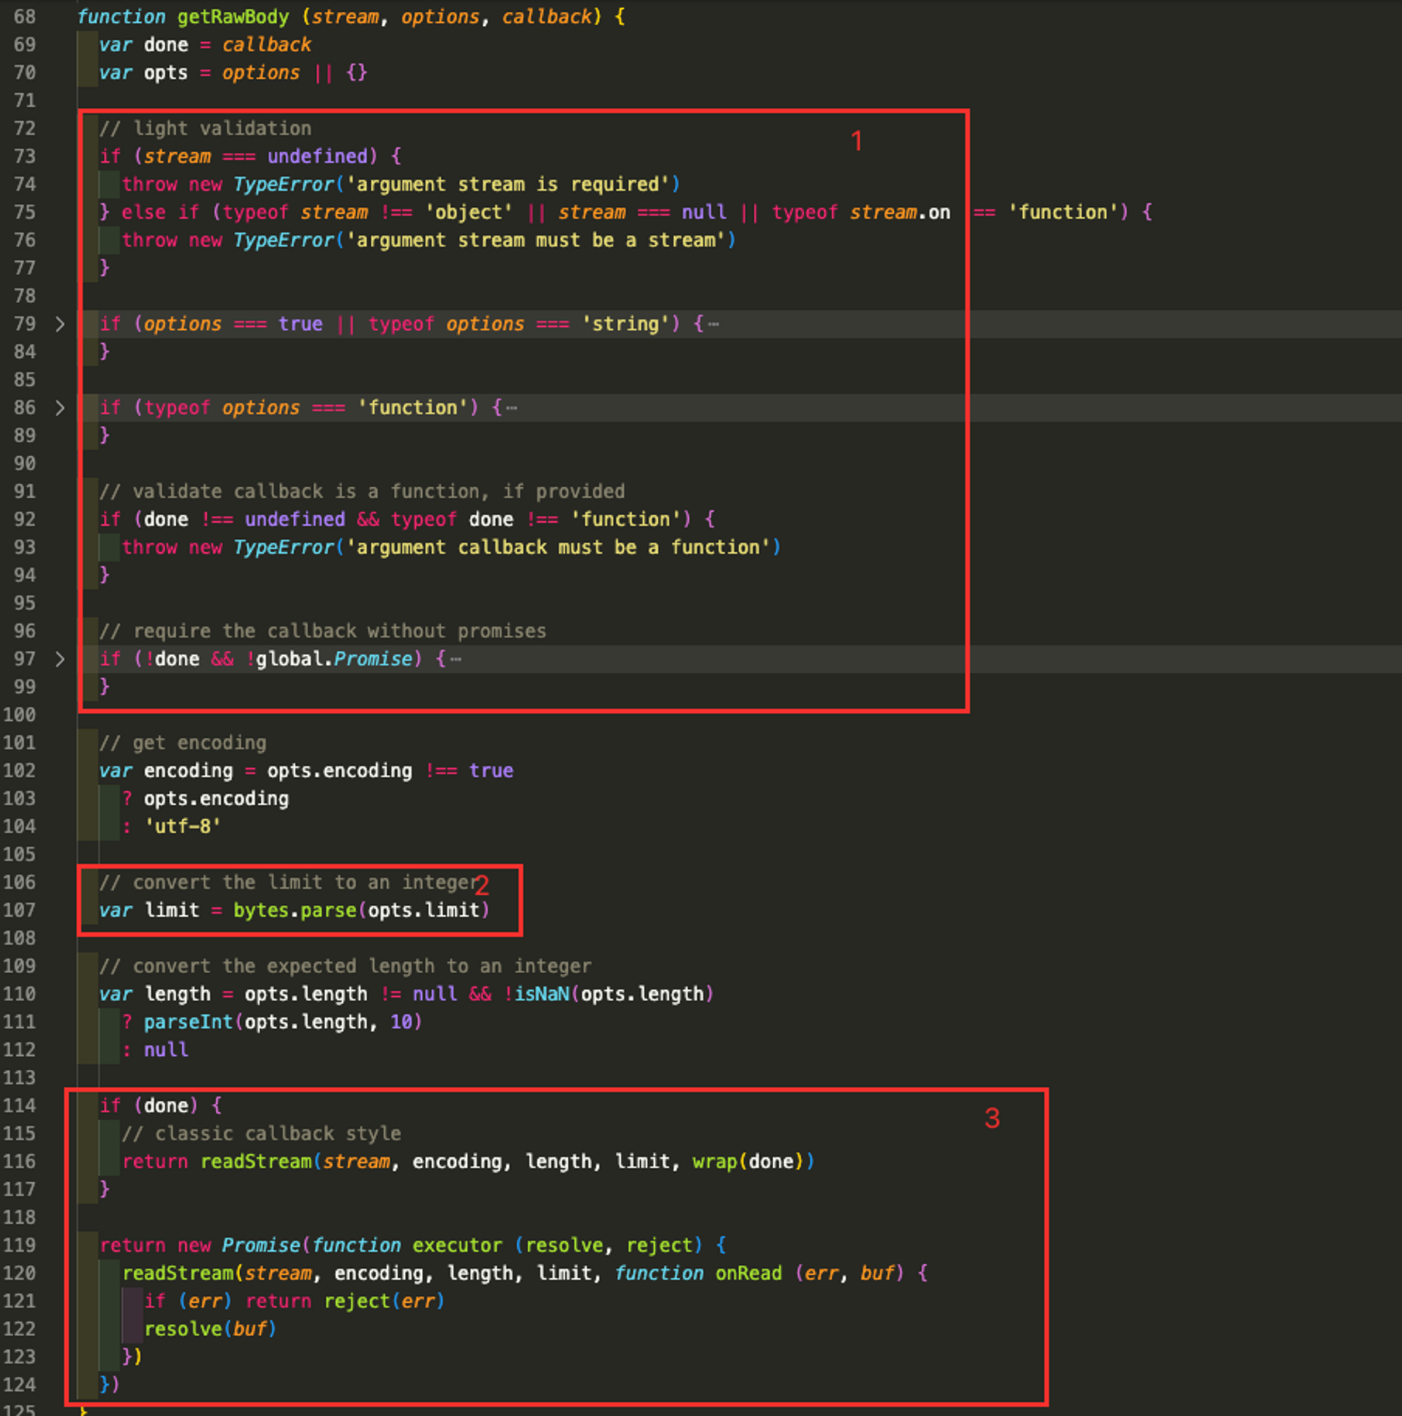 68 function getRawBody (stream, options, callback) {
69 var done = callback
70 var opts = options || {}
71
72 // light validation 1
73 if (stream === undefined) {
74 throw new TypeError('argument stream is required')
75 } else if (typeof stream !== 'object' || stream === null || typeof stream.on == 'function') {
76 throw new TypeError('argument stream must be a stream')
77 }
78
79 > if (options === true || typeof options === 'string') {⋯
84 }
85
86 > if (typeof options === 'function') {⋯
89 }
90
91 // validate callback is a function, if provided
92 if (done !== undefined && typeof done !== 'function') {
93 throw new TypeError('argument callback must be a function')
94 }
95
96 // require the callback without promises
97 > if (!done && !global.Promise) {⋯
99 }
100
101 // get encoding
102 var encoding = opts.encoding !== true
103 ? opts.encoding
104 : 'utf-8'
105
106 // convert the limit to an integer 2
107 var limit = bytes.parse(opts.limit)
108
109 // convert the expected length to an integer
110 var length = opts.length != null && !isNaN(opts.length)
111 ? parseInt(opts.length, 10)
112 : null
113
114 if (done) { 3
115 // classic callback style
116 return readStream(stream, encoding, length, limit, wrap(done))
117 }
118
119 return new Promise(function executor (resolve, reject) {
120 readStream(stream, encoding, length, limit, function onRead (err, buf) {
121 if (err) return reject(err)
122 resolve(buf)
123 })
124 })
125 }